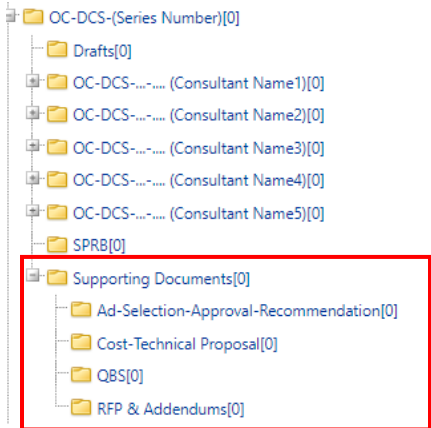 OC-DCS-(Series Number)[0]
Drafts[0]
OC-DCS-...-.... (Consultant Name1)[0]
OC-DCS-...-.... (Consultant Name2)[0]
OC-DCS-...-.... (Consultant Name3)[0]
OC-DCS-...-.... (Consultant Name4)[0]
OC-DCS-...-.... (Consultant Name5)[0]
SPRB[0]
Supporting Documents[0]
Ad-Selection-Approval-Recommendation[0]
Cost-Technical Proposal[0]
QBS[0]
RFP & Addendums[0]